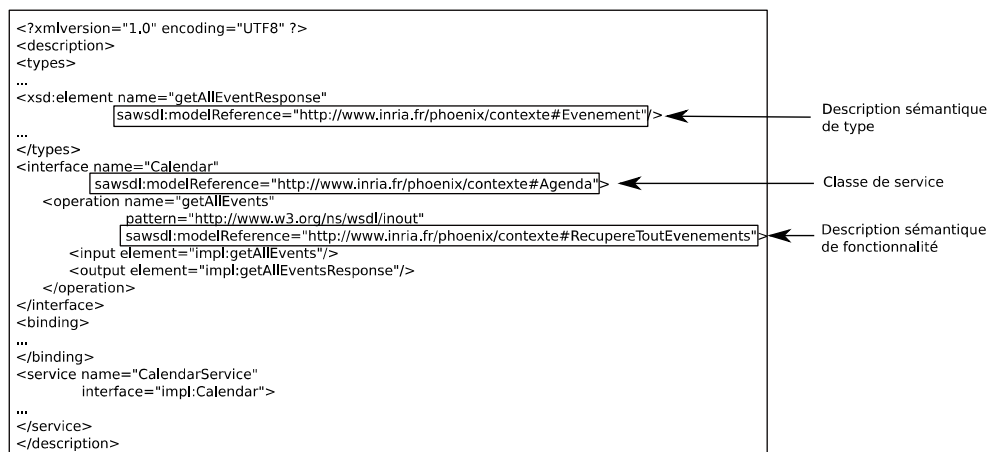 <?xmlversion="1.0" encoding="UTF8" ?>
<description>
<types>
...
<xsd:element name="getAllEventResponse"
sawsdl:modelReference="http://www.inria.fr/phoenix/contexte#Evenement"/>
Description sémantique
de type
...
</types>
<interface name="Calendar"
sawsdl:modelReference="http://www.inria.fr/phoenix/contexte#Agenda">
Classe de service
<operation name="getAllEvents"
pattern="http://www.w3.org/ns/wsdl/inout"
sawsdl:modelReference="http://www.inria.fr/phoenix/contexte#RecupereToutEvenements">
Description sémantique
de fonctionnalité
<input element="impl:getAllEvents"/>
<output element="impl:getAllEventsResponse"/>
</operation>
</interface>
<binding>
...
</binding>
<service name="CalendarService"
interface="impl:Calendar">
...
</service>
</description>